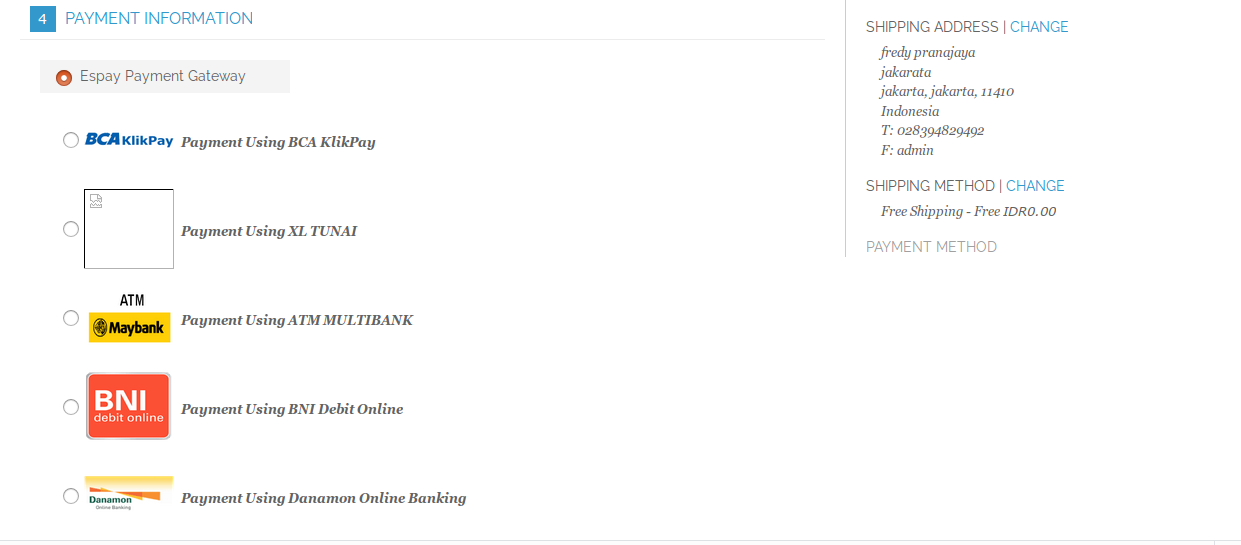 4 PAYMENT INFORMATION
Espay Payment Gateway
BCA KlikPay Payment Using BCA KlikPay
Payment Using XL TUNAI
ATM
Maybank Payment Using ATM MULTIBANK
BNI
debit online Payment Using BNI Debit Online
Danamon
Online Banking Payment Using Danamon Online Banking
SHIPPING ADDRESS | CHANGE
fredy pranajaya
jakarata
jakarta, jakarta, 11410
Indonesia
T: 028394829492
F: admin
SHIPPING METHOD | CHANGE
Free Shipping - Free IDR0.00
PAYMENT METHOD